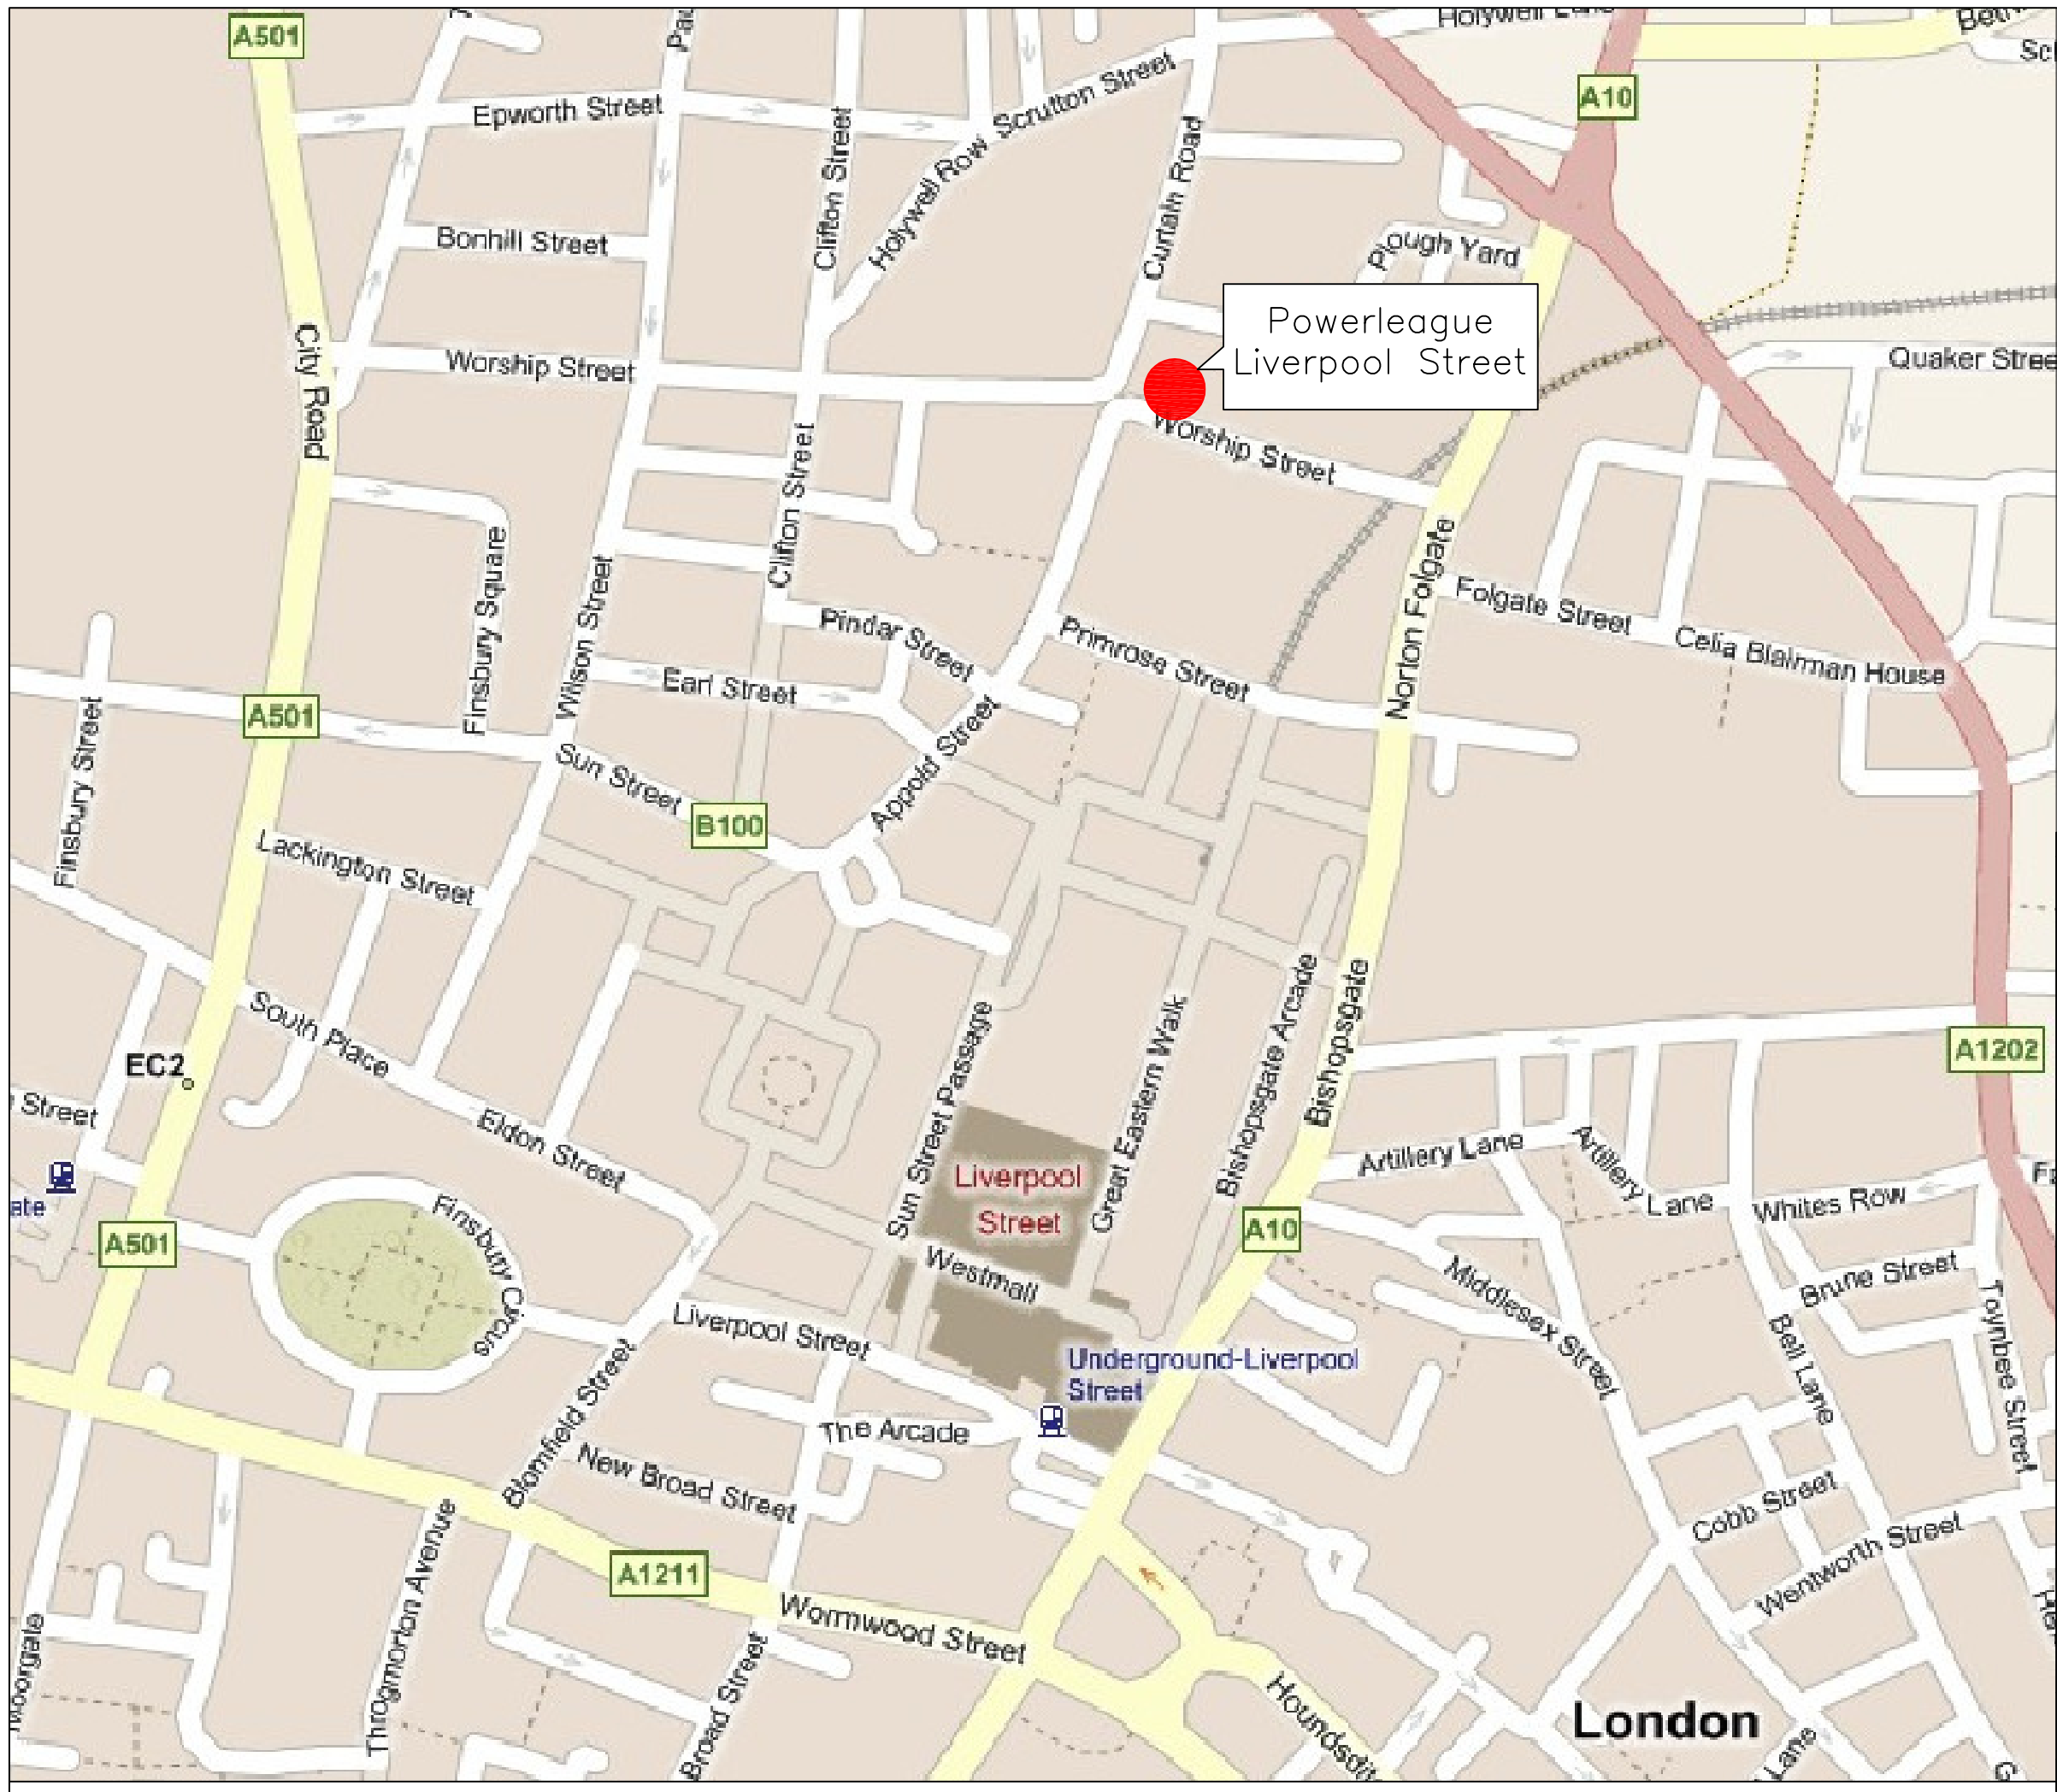 A501
Epworth Street
Scrutton Street
Holywell Row
Clifton Street
Curtain Road
A10
Bonhill Street
Plough Yard
Powerleague
Liverpool Street
City Road
Worship Street
Quaker Stree
Worship Street
Clifton Street
Finsbury Square
Wilson Street
Norton Folgate
Folgate Street
Celia Blairman House
Pindar Street
Primrose Street
Earl Street
A501
Finsbury Street
Sun Street
Appold Street
B100
Lackington Street
South Place
EC2
Street
Sun Street Passage
Great Eastern Walk
Bishopsgate Arcade
Bishopsgate
A1202
Eldon Street
Liverpool
Street
Artillery Lane
Artillery Lane
Whites Row
ate
A501
Finsbury Circus
Westmall
A10
Middlesex Street
Brune Street
Liverpool Street
Underground-Liverpool
Street
Bell Lane
Toynbee Street
Blomfield Street
The Arcade
New Broad Street
Cobb Street
Wentworth Street
Throgmorton Avenue
A1211
Wormwood Street
Broad Street
Houndsdit
London
Lane